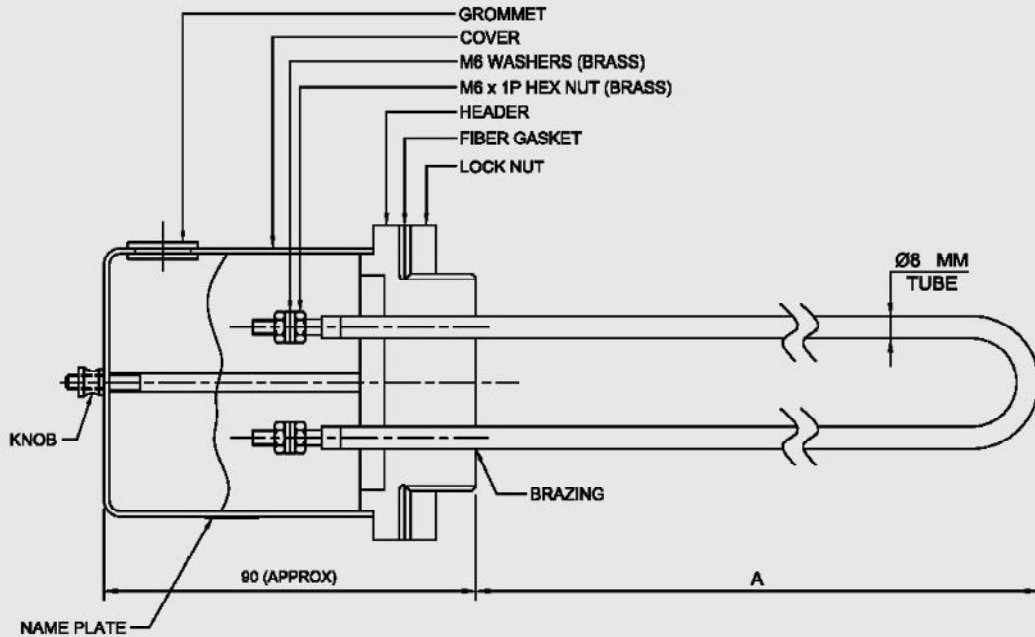 GROMMET
COVER
M6 WASHERS (BRASS)
M6 x 1P HEX NUT (BRASS)
HEADER
FIBER GASKET
LOCK NUT
Ø8 MM
TUBE
KNOB
BRAZING
90 (APPROX)
A
NAME PLATE